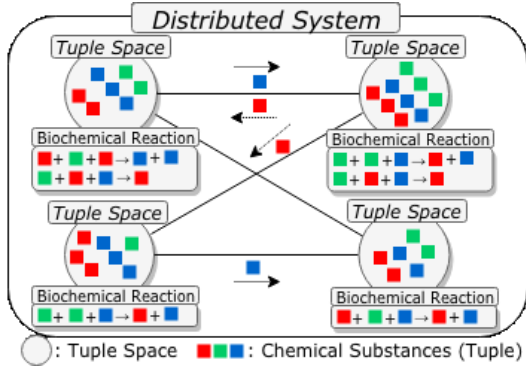 Distributed System
Tuple Space
Tuple Space
Biochemical Reaction
Biochemical Reaction
+ + → +
+ + → +
+ + →
+ + →
Tuple Space
Tuple Space
Biochemical Reaction
Biochemical Reaction
+ + → +
+ + → +
: Tuple Space
: Chemical Substances (Tuple)